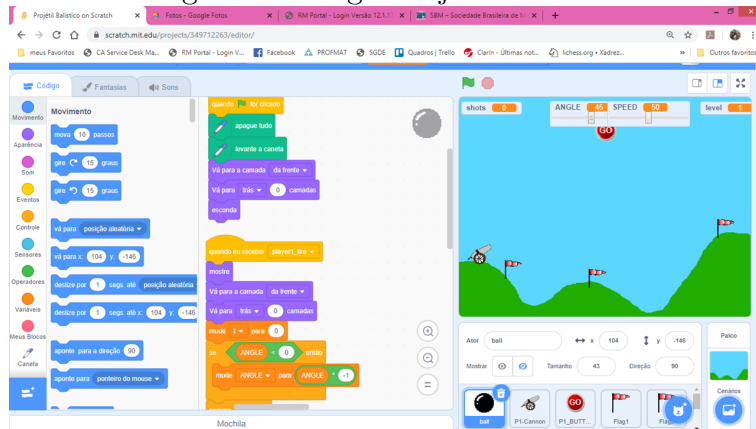 Projétil Balístico on Scratch
Fotos - Google Fotos
RM Portal - Login Versão 12.1.1
SBM – Sociedade Brasileira de M
scratch.mit.edu/projects/349712263/editor/
meus Favoritos
CA Service Desk Ma...
RM Portal - Login V...
Facebook
PROFMAT
SGDE
Quadros | Trello
Clarín - Últimas not...
lichess.org • Xadrez...
»
Outros favoritos
Código
Fantasias
Sons
Movimento
Aparência
Som
Eventos
Controle
Sensores
Operadores
Variáveis
Meus Blocos
Caneta
Movimento
mova 10 passos
gire 15 graus
gire 15 graus
vá para posição aleatória
vá para x: 104 y: -146
deslize por 1 segs. até posição aleatória
deslize por 1 segs. até x: 104 y: -146
aponte para a direção 90
aponte para ponteiro do mouse
quando for clicado
apague tudo
levante a caneta
Vá para a camada da frente
Vá para trás 0 camadas
esconda
quando eu receber player1_fire
mostre
Vá para a camada da frente
Vá para trás 0 camadas
mude t para 0
se ANGLE < 0 então
mude ANGLE para ANGLE * -1
Mochila
shots 0
ANGLE 45 SPEED 50
level 1
GO
Ator ball x 104 y -146
Mostrar Tamanho 43 Direção 90
Palco
Cenários
ball
P1-Cannon
GO
P1_BUTT...
Flag1